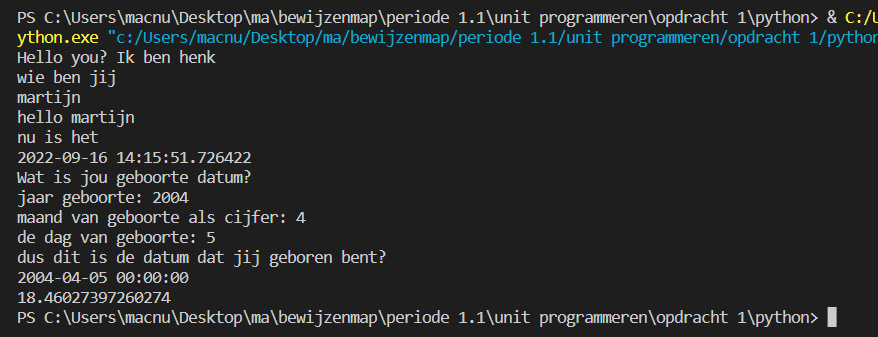 PS C:\Users\macnu\Desktop\ma\bewijzenmap\periode 1.1\unit programmeren\opdracht 1\python> & C:/U
ython.exe "c:/Users/macnu/Desktop/ma/bewijzenmap/periode 1.1/unit programmeren/opdracht 1/python
Hello you? Ik ben henk
wie ben jij
martijn
hello martijn
nu is het
2022-09-16 14:15:51.726422
Wat is jou geboorte datum?
jaar geboorte: 2004
maand van geboorte als cijfer: 4
de dag van geboorte: 5
dus dit is de datum dat jij geboren bent?
2004-04-05 00:00:00
18.46027397260274
PS C:\Users\macnu\Desktop\ma\bewijzenmap\periode 1.1\unit programmeren\opdracht 1\python>